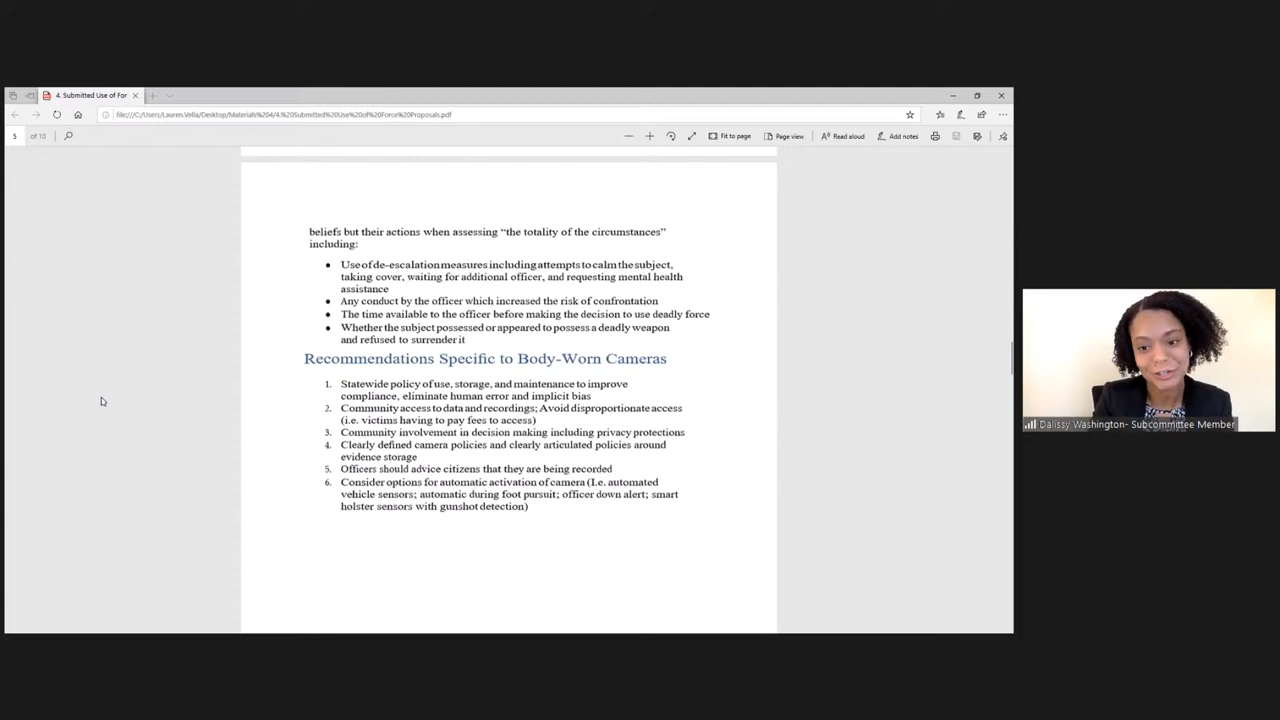 4. Submitted Use of For
file:///C:/Users/Lauren.Vella/Desktop/Materials%204/4.%20Submitted%20Use%20of%20Force%20Proposals.pdf
5 of 10
Fit to page
Page view
Read aloud
Add notes
beliefs but their actions when assessing “the totality of the circumstances”
including:
• Use of de-escalation measures including attempts to calm the subject,
taking cover, waiting for additional officer, and requesting mental health
assistance
• Any conduct by the officer which increased the risk of confrontation
• The time available to the officer before making the decision to use deadly force
• Whether the subject possessed or appeared to possess a deadly weapon
and refused to surrender it
Recommendations Specific to Body-Worn Cameras
1. Statewide policy of use, storage, and maintenance to improve
compliance, eliminate human error and implicit bias
2. Community access to data and recordings; Avoid disproportionate access
(i.e. victims having to pay fees to access)
3. Community involvement in decision making including privacy protections
4. Clearly defined camera policies and clearly articulated policies around
evidence storage
5. Officers should advice citizens that they are being recorded
6. Consider options for automatic activation of camera (I.e. automated
vehicle sensors; automatic during foot pursuit; officer down alert; smart
holster sensors with gunshot detection)
Dalissy Washington- Subcommittee Member